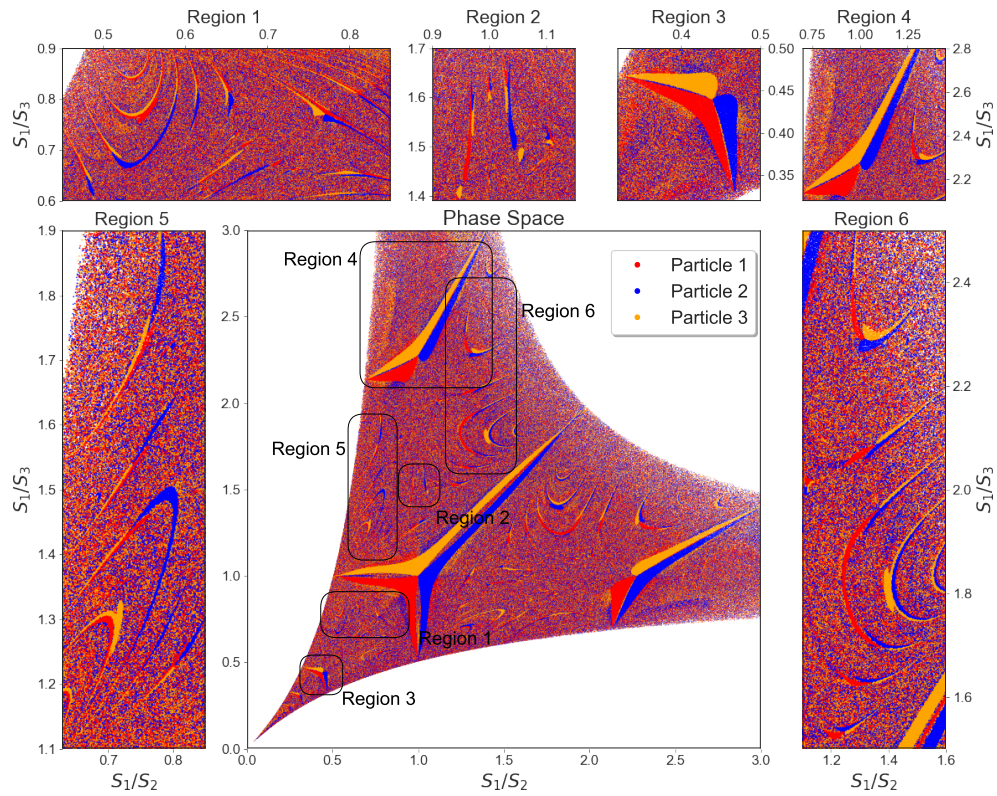 Region 1
Region 2
Region 3
Region 4
0.5 0.6 0.7 0.8
0.9 1.0 1.1
0.4 0.5
0.75 1.00 1.25
S1/S3
0.9
0.8
0.7
0.6
1.7
1.6
1.5
1.4
0.50
0.45
0.40
0.35
2.8
2.6
2.4
2.2
S1/S3
Region 5
Phase Space
Region 6
S1/S3
1.9
1.8
1.7
1.6
1.5
1.4
1.3
1.2
1.1
0.7 0.8
S1/S2
3.0
2.5
2.0
1.5
1.0
0.5
0.0
Region 4
Region 6
Region 5
Region 2
Region 1
Region 3
Particle 1
Particle 2
Particle 3
0.0 0.5 1.0 1.5 2.0 2.5 3.0
S1/S2
2.4
2.2
2.0
1.8
1.6
S1/S3
1.2 1.4 1.6
S1/S2